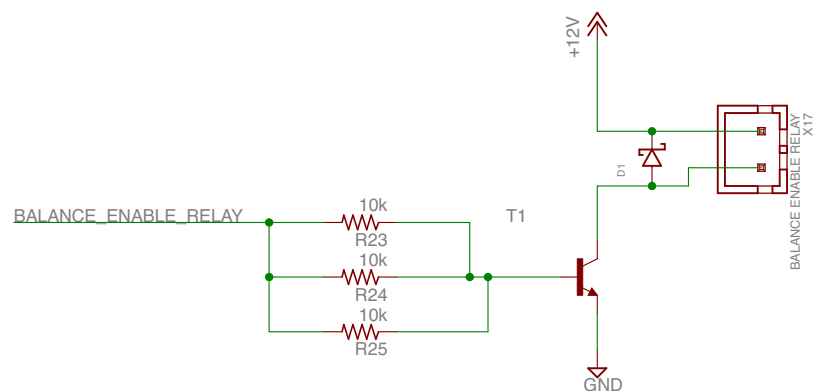 +12V
BALANCE ENABLE RELAY
X17
D1
BALANCE_ENABLE_RELAY
10k
R23
T1
10k
R24
10k
R25
GND